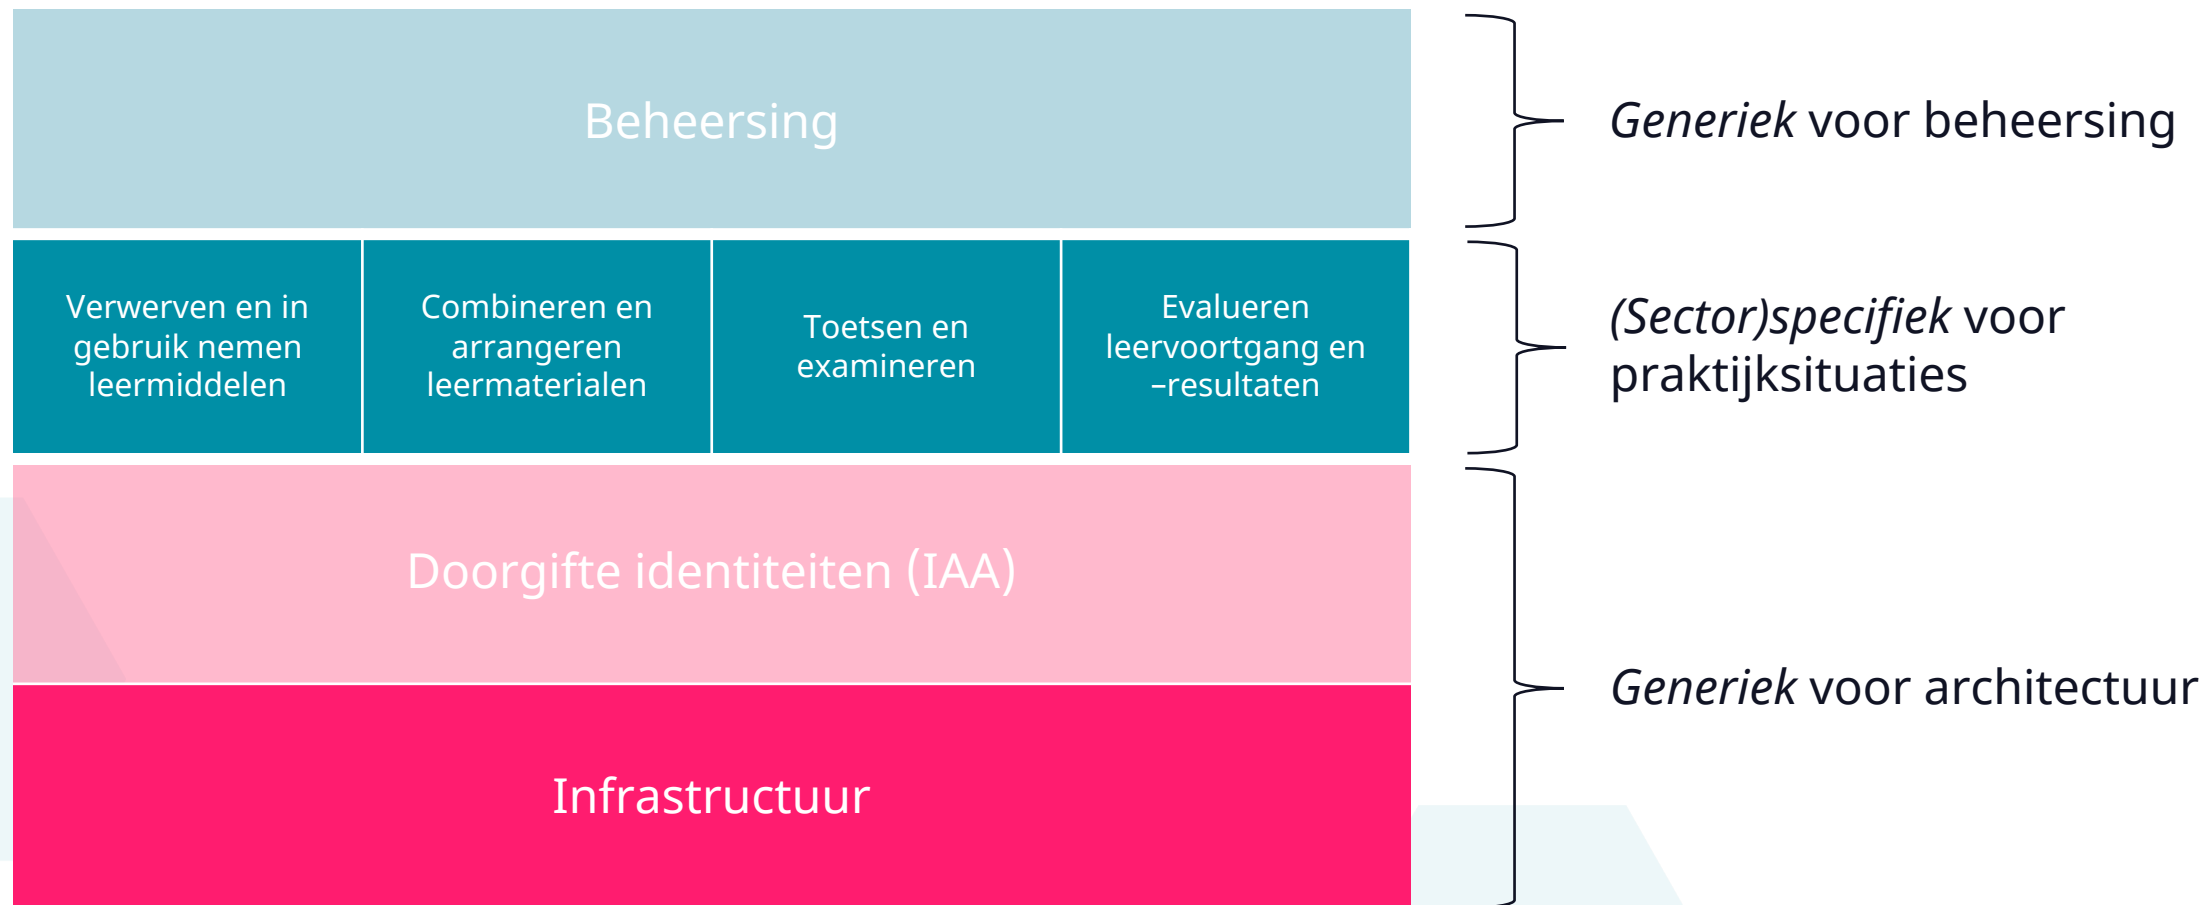 Beheersing
Generiek voor beheersing
Verwerven en in
gebruik nemen
leermiddelen
Combineren en
arrangeren
leermaterialen
Toetsen en
examineren
Evalueren
leervoortgang en
–resultaten
(Sector)specifiek voor
praktijksituaties
Doorgifte identiteiten (IAA)
Infrastructuur
Generiek voor architectuur